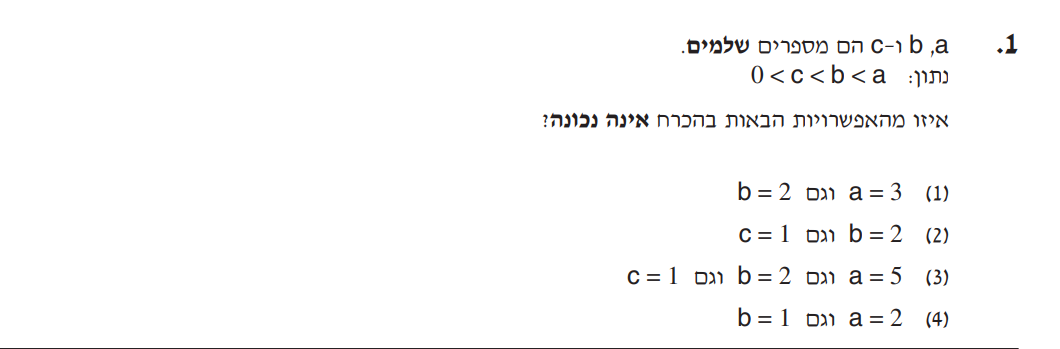 1. a, b ו-c הם מספרים שלמים.
נתון: 0 < c < b < a
איזו מהאפשרויות הבאות בהכרח אינה נכונה?
(1) a = 3 וגם b = 2
(2) b = 2 וגם c = 1
(3) a = 5 וגם b = 2 וגם c = 1
(4) a = 2 וגם b = 1